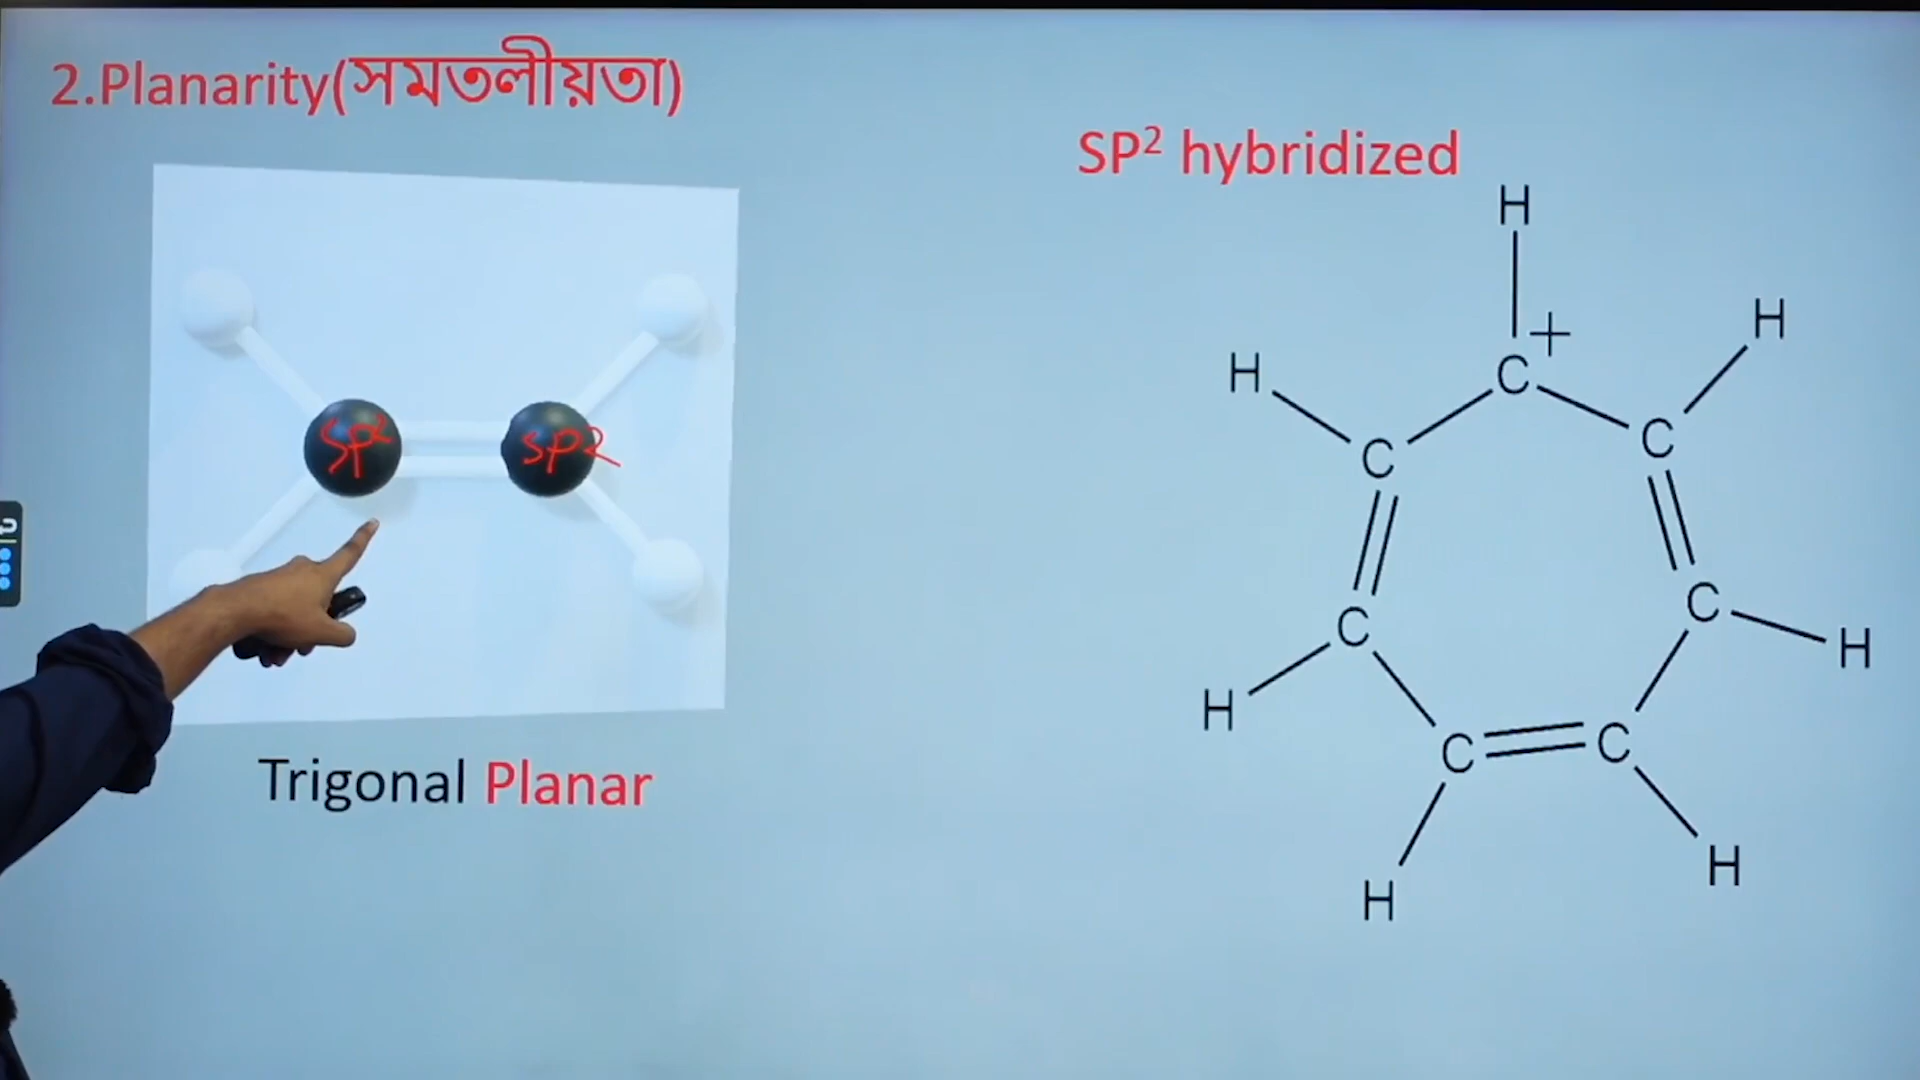 2.Planarity(সমতলীয়তা)
SP² hybridized
SP²
SP2
Trigonal Planar
H
H
H
C
+
C
C
C
C
H
H
C
C
H
H